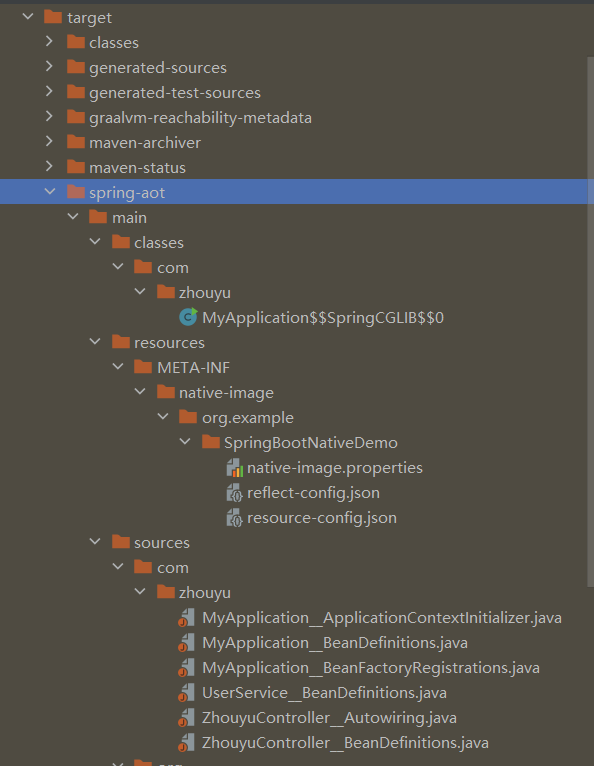 target
classes
generated-sources
generated-test-sources
graalvm-reachability-metadata
maven-archiver
maven-status
spring-aot
main
classes
com
zhouyu
MyApplication$$SpringCGLIB$$0
resources
META-INF
native-image
org.example
SpringBootNativeDemo
native-image.properties
reflect-config.json
resource-config.json
sources
com
zhouyu
MyApplication__ApplicationContextInitializer.java
MyApplication__BeanDefinitions.java
MyApplication__BeanFactoryRegistrations.java
UserService__BeanDefinitions.java
ZhouyuController__Autowiring.java
ZhouyuController__BeanDefinitions.java